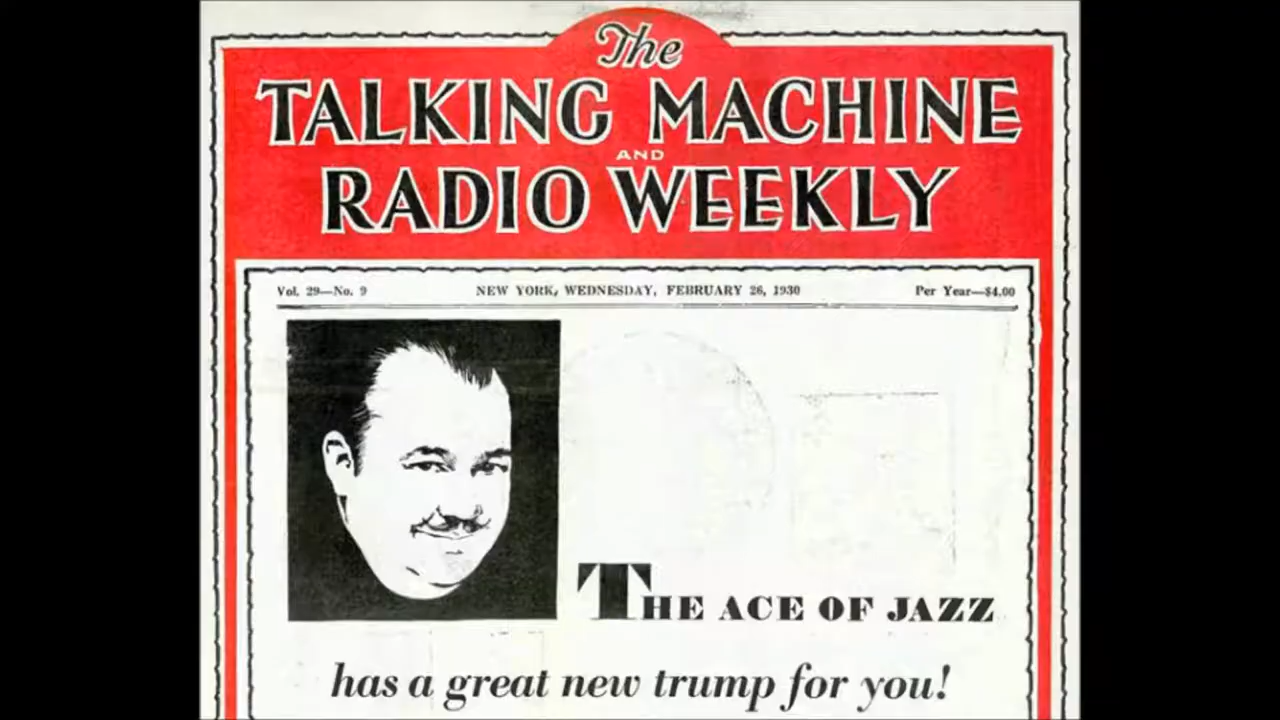 The
TALKING MACHINE
AND
RADIO WEEKLY
Vol. 29—No. 9 NEW YORK, WEDNESDAY, FEBRUARY 26, 1930 Per Year—$4.00
THE ACE OF JAZZ
has a great new trump for you!